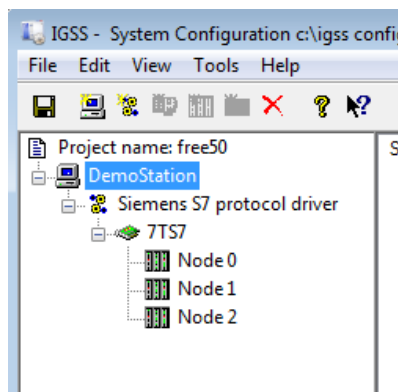 IGSS - System Configuration c:\igss confi
File Edit View Tools Help
Project name: free50
S
DemoStation
Siemens S7 protocol driver
7TS7
Node 0
Node 1
Node 2